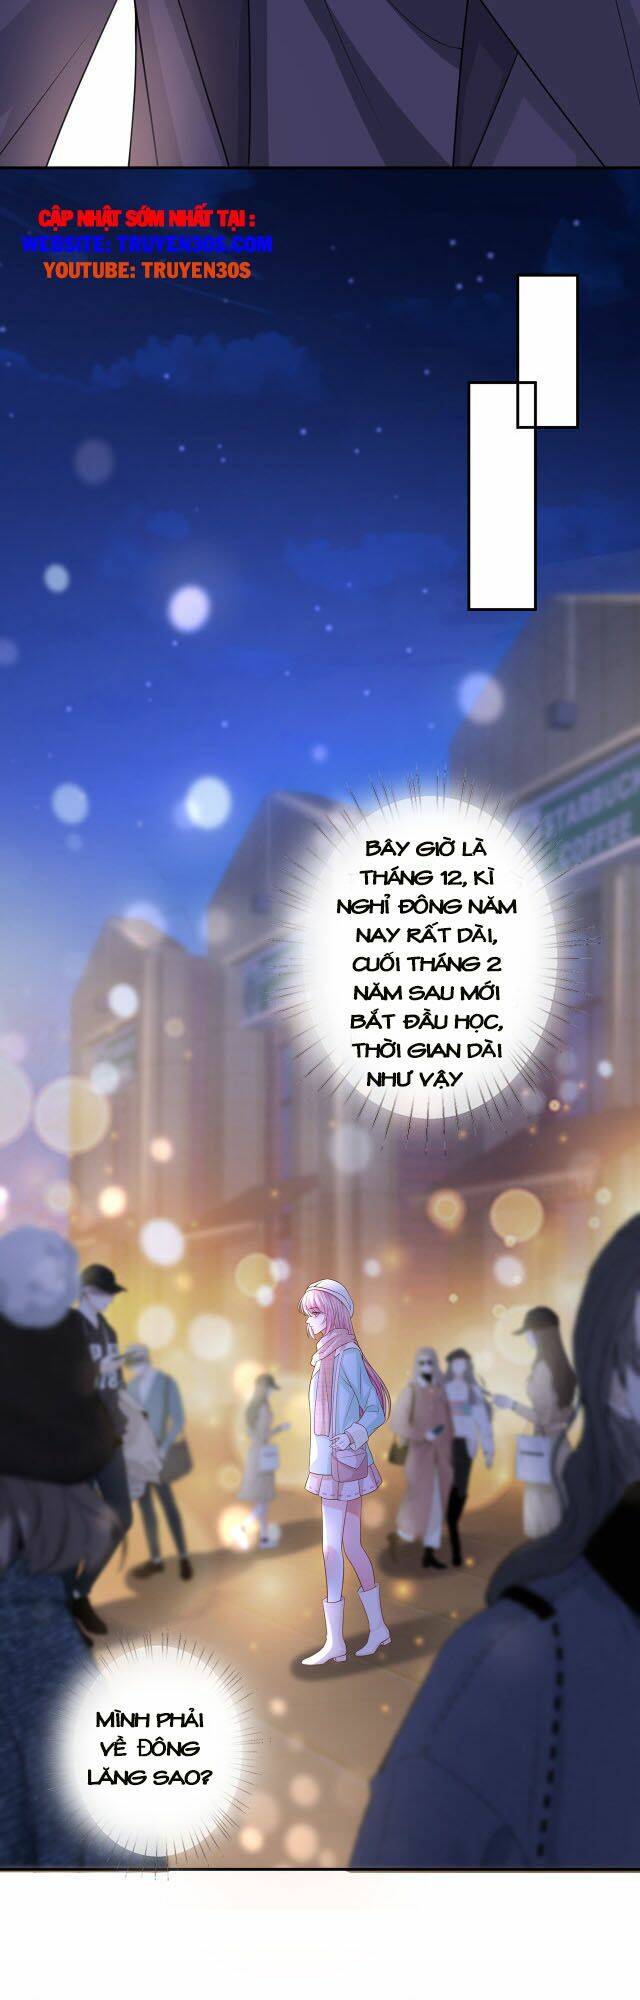 CẬP NHẬT SỚM NHẤT TẠI :
WEBSITE: TRUYEN30S.COM
YOUTUBE: TRUYEN30S
STARBUC
COFFEE
BÂY GIỜ LÀ
THÁNG 12, KÌ
NGHỈ ĐÔNG NĂM
NAY RẤT DÀI,
CUỐI THÁNG 2
NĂM SAU MỚI
BẮT ĐẦU HỌC,
THỜI GIAN DÀI
NHƯ VẬY
MÌNH PHẢI
VỀ ĐÔNG
LĂNG SAO?